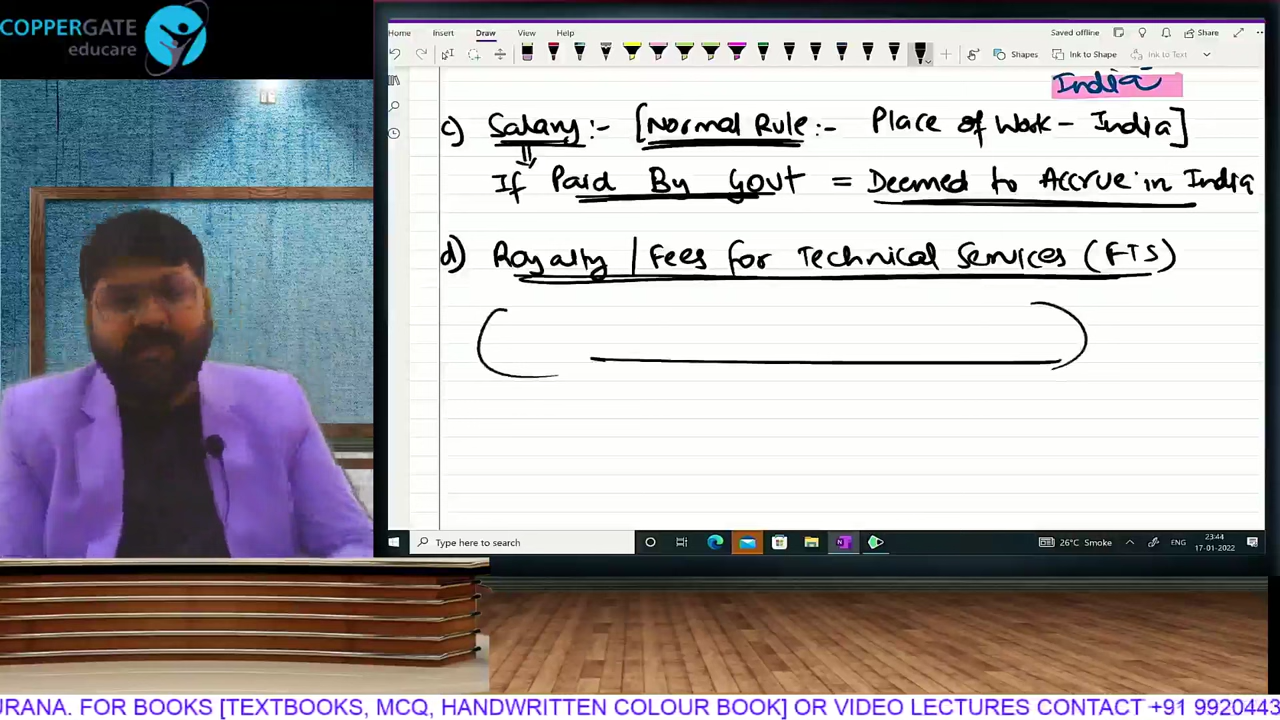 COPPERGATE
educare
Home Insert Draw View Help
Saved offline
Share
Shapes
Ink to Shape
Ink to Text
India
c) Salary :- [Normal Rule :- Place of Work - India]
If Paid By Govt = Deemed to Accrue in India
d) Royalty / Fees for Technical Services (FTS)
Type here to search
26°C Smoke
ENG
23:44
17-01-2022
URANA. FOR BOOKS [TEXTBOOKS, MCQ, HANDWRITTEN COLOUR BOOK] OR VIDEO LECTURES CONTACT +91 9920443